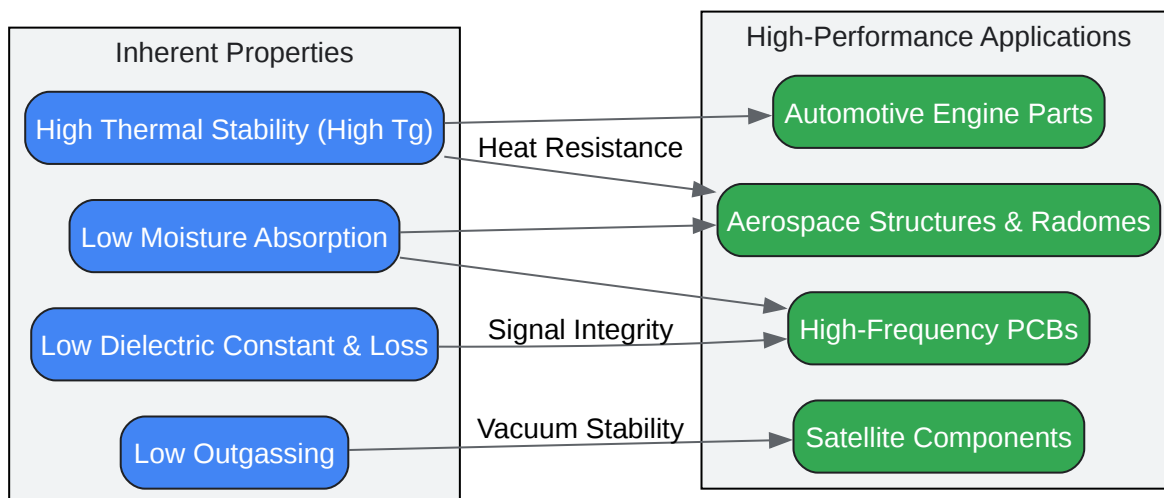 Inherent Properties
High Thermal Stability (High Tg)
Low Moisture Absorption
Low Dielectric Constant & Loss
Low Outgassing
Heat Resistance
Signal Integrity
Vacuum Stability
High-Performance Applications
Automotive Engine Parts
Aerospace Structures & Radomes
High-Frequency PCBs
Satellite Components